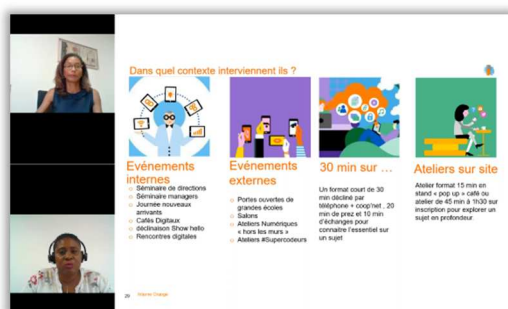 Dans quel contexte interviennent ils ?
Evénements
internes
Séminaire de directions
Séminaire managers
Journée nouveaux
arrivants
Cafés Digitaux
déclinaison Show hello
Rencontres digitales
Evénements
externes
Portes ouvertes de
grandes écoles
Salons
Ateliers Numériques
« hors les murs »
Ateliers #Supercodeurs
30 min sur …
Un format court de 30
min décliné par
téléphone + coop'net , 20
min de prez et 10 min
d'échanges pour
connaitre l'essentiel sur
un sujet
Ateliers sur site
Atelier format 15 min en
stand « pop up » café ou
atelier de 45 min à 1h30 sur
inscription pour explorer un
sujet en profondeur
29